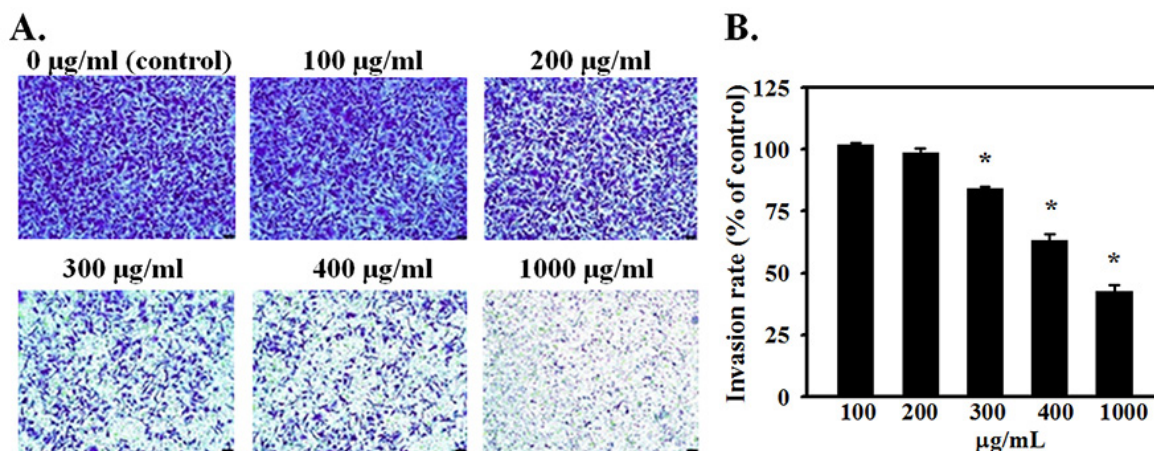 A.
0 µg/ml (control) 100 µg/ml 200 µg/ml
300 µg/ml 400 µg/ml 1000 µg/ml
B.
Invasion rate (% of control)
125
100
75
50
25
0
*
*
*
100 200 300 400 1000
µg/mL